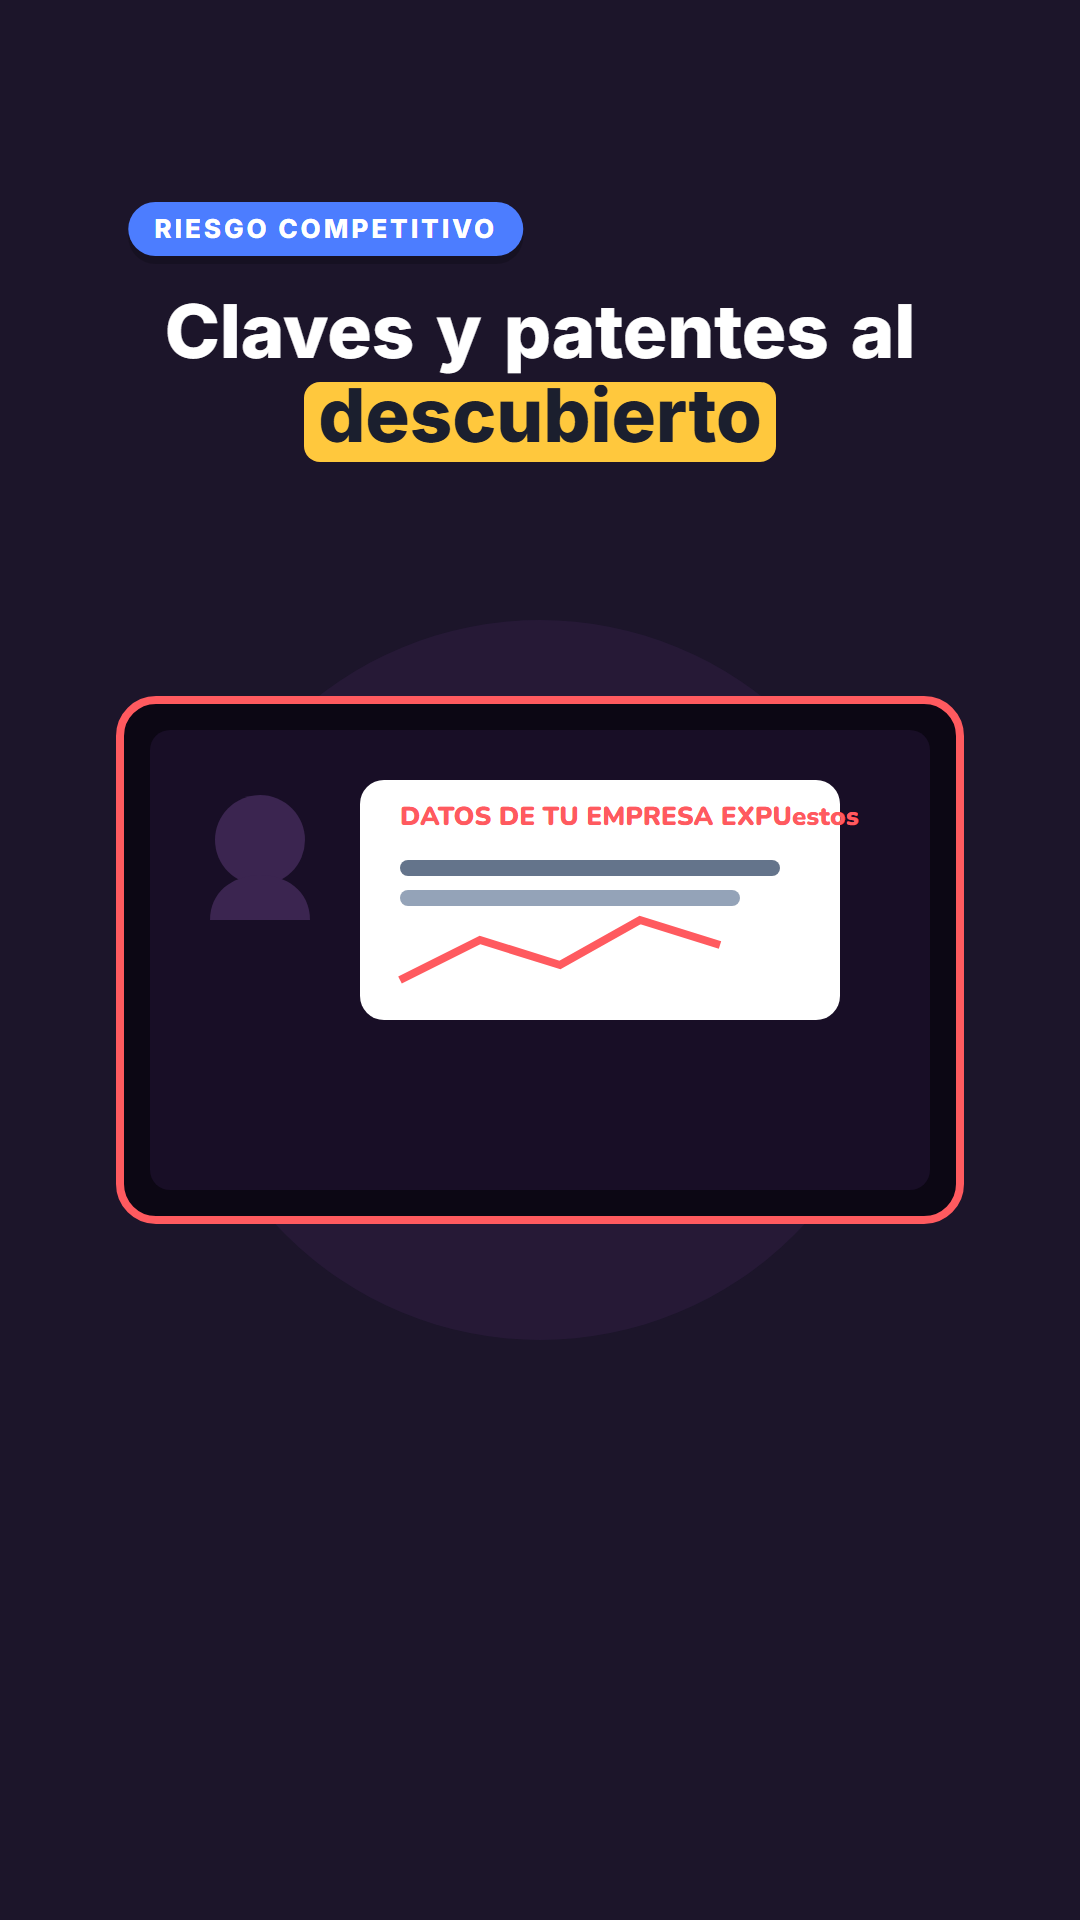 RIESGO COMPETITIVO
Claves y patentes al
descubierto
DATOS DE TU EMPRESA EXPUestos